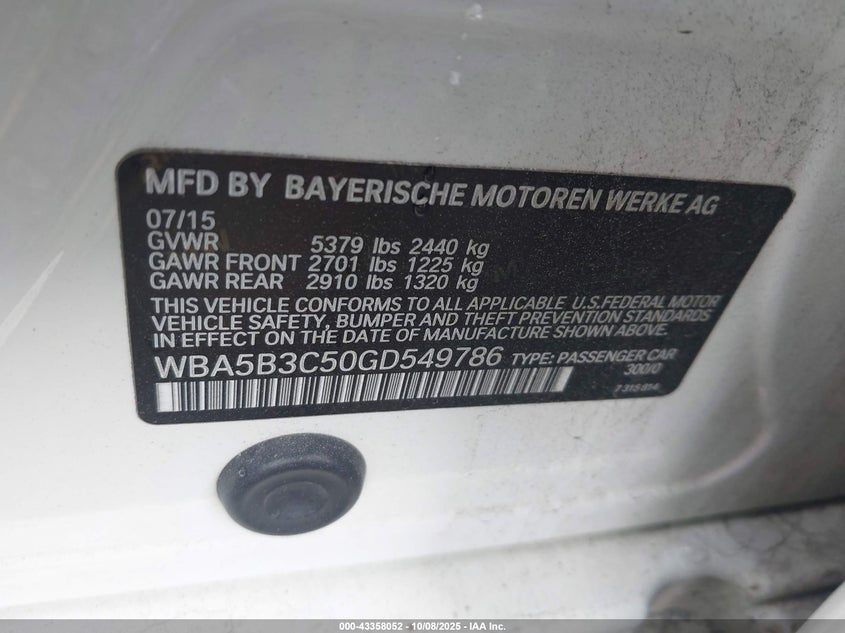 MFD BY BAYERISCHE MOTOREN WERKE AG
07/15
GVWR 5379 lbs 2440 kg
GAWR FRONT 2701 lbs 1225 kg
GAWR REAR 2910 lbs 1320 kg
THIS VEHICLE CONFORMS TO ALL APPLICABLE U.S.FEDERAL MOTOR
VEHICLE SAFETY, BUMPER AND THEFT PREVENTION STANDARDS
IN EFFECT ON THE DATE OF MANUFACTURE SHOWN ABOVE.
WBA5B3C50GD549786 TYPE: PASSENGER CAR
300/0
7 315 814
000-43358052 - 10/08/2025 - IAA Inc.